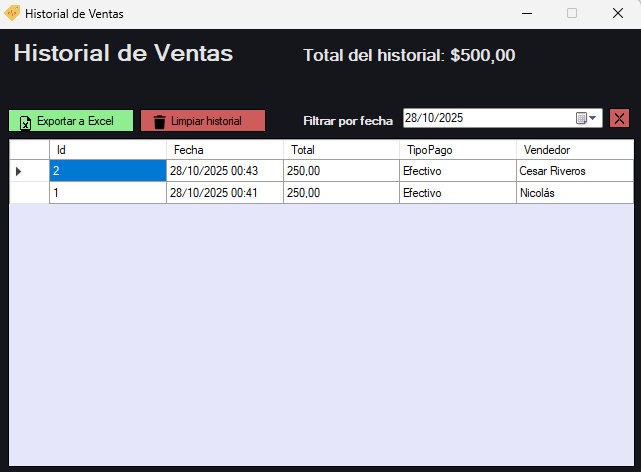 Historial de Ventas
Historial de Ventas Total del historial: $500,00
Exportar a Excel Limpiar historial Filtrar por fecha 28/10/2025
Id Fecha Total TipoPago Vendedor
2 28/10/2025 00:43 250,00 Efectivo Cesar Riveros
1 28/10/2025 00:41 250,00 Efectivo Nicolás